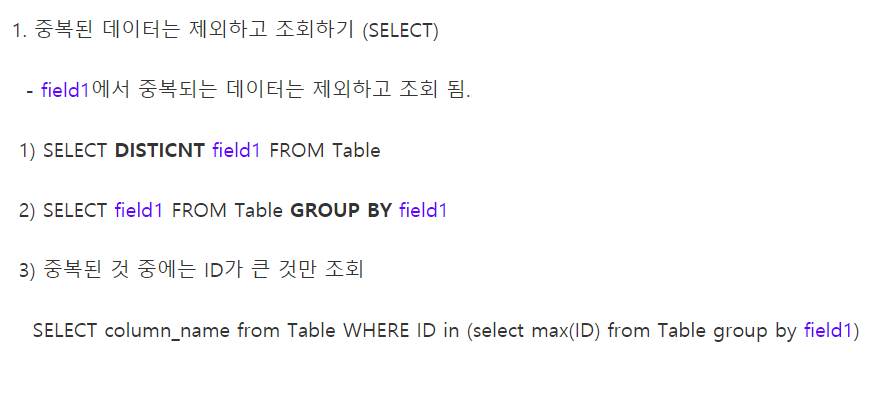 1. 중복된 데이터는 제외하고 조회하기 (SELECT)
- field1에서 중복되는 데이터는 제외하고 조회 됨.
1) SELECT DISTICNT field1 FROM Table
2) SELECT field1 FROM Table GROUP BY field1
3) 중복된 것 중에는 ID가 큰 것만 조회
SELECT column_name from Table WHERE ID in (select max(ID) from Table group by field1)